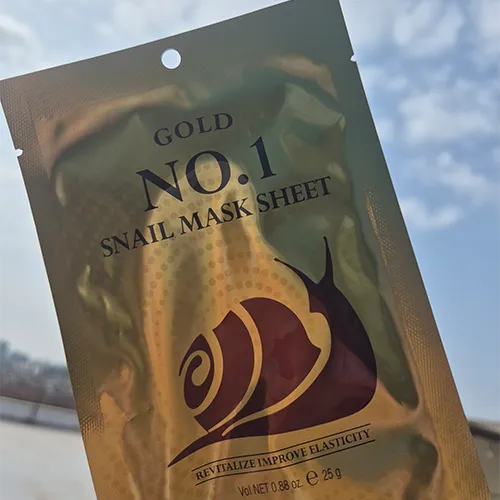 GOLD
NO.1
SNAIL MASK SHEET
REVITALIZE IMPROVE ELASTICITY
Vol NET 0.88 oz ℮ 25 g